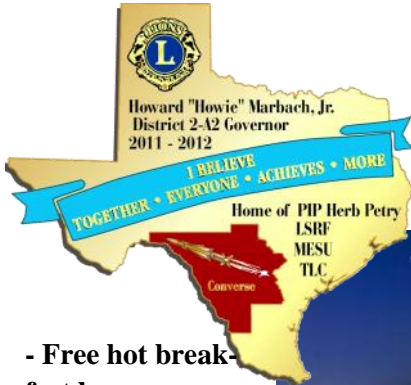 LIONS
L
INTERNATIONAL
Howard "Howie" Marbach, Jr.
District 2-A2 Governor
2011 - 2012
I BELIEVE
TOGETHER • EVERYONE • ACHIEVES • MORE
Home of PIP Herb Petry
LSRF
MESU
TLC
Converse
- Free hot break-